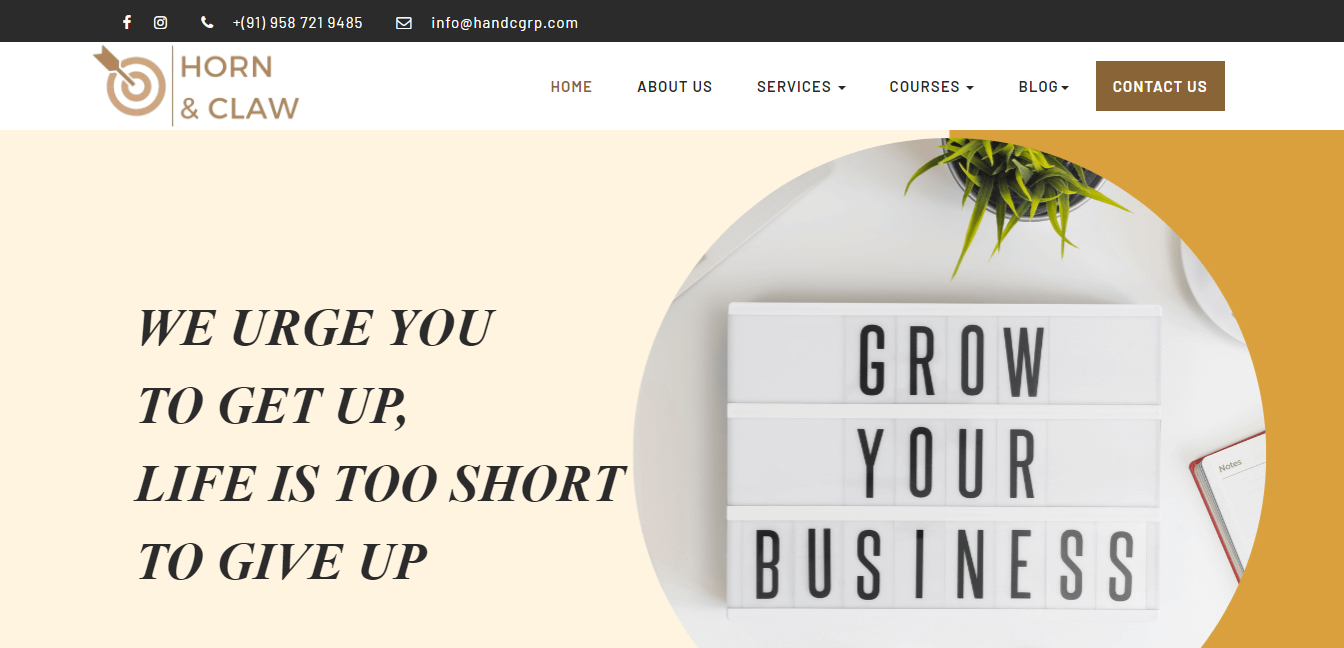 +(91) 958 721 9485 info@handcgrp.com
HORN
& CLAW
HOME ABOUT US SERVICES COURSES BLOG CONTACT US
WE URGE YOU
TO GET UP,
LIFE IS TOO SHORT
TO GIVE UP
GROW
YOUR
BUSINESS
Notes